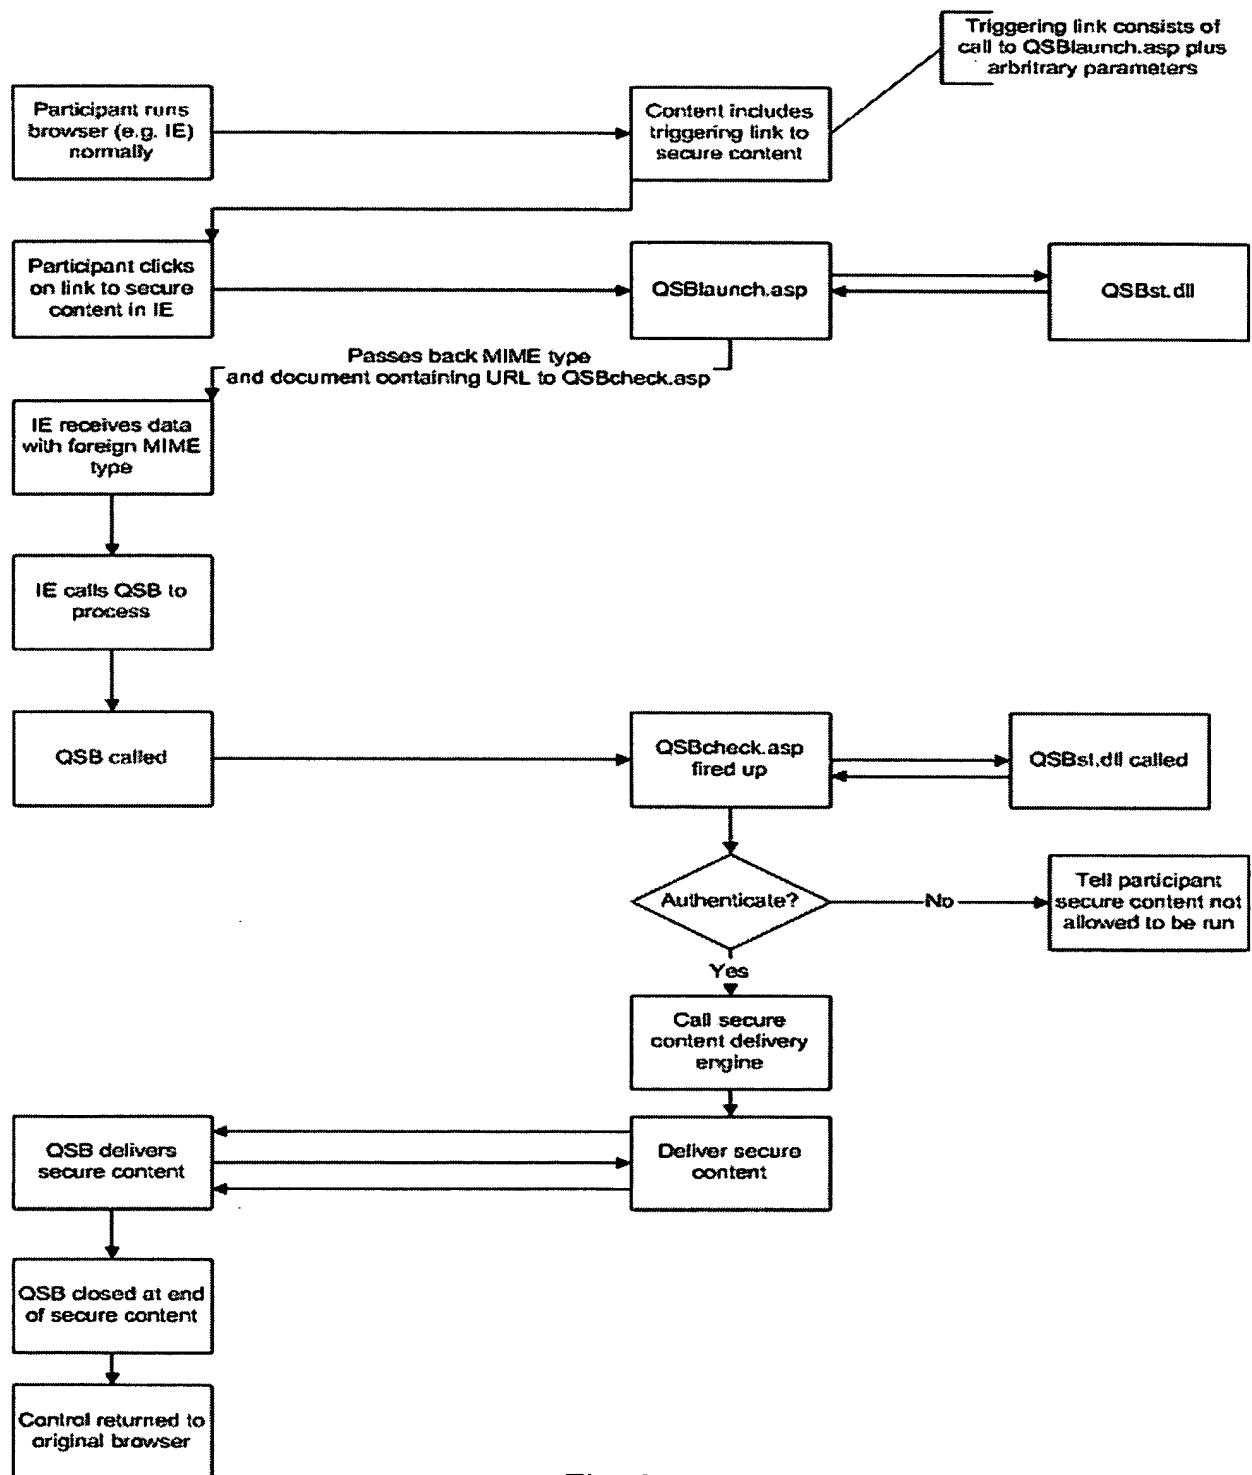 Triggering link consists of
call to QSBlaunch.asp plus
arbritrary parameters
Participant runs
browser (e.g. IE)
normally
Content includes
triggering link to
secure content
Participant clicks
on link to secure
content in IE
QSBlaunch.asp
QSBst.dll
Passes back MIME type
and document containing URL to QSBcheck.asp
IE receives data
with foreign MIME
type
IE calls QSB to
process
QSB called
QSBcheck.asp
fired up
QSBst.dll called
Authenticate?
No
Tell participant
secure content not
allowed to be run
Yes
Call secure
content delivery
engine
QSB delivers
secure content
Deliver secure
content
QSB closed at end
of secure content
Control returned to
original browser